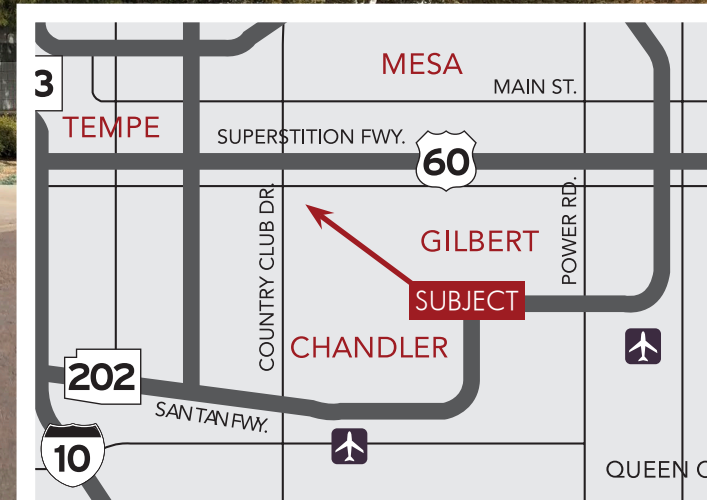 MESA
3
MAIN ST.
TEMPE
SUPERSTITION FWY.
60
COUNTRY CLUB DR.
POWER RD.
GILBERT
SUBJECT
CHANDLER
202
SAN TAN FWY.
10
QUEEN C